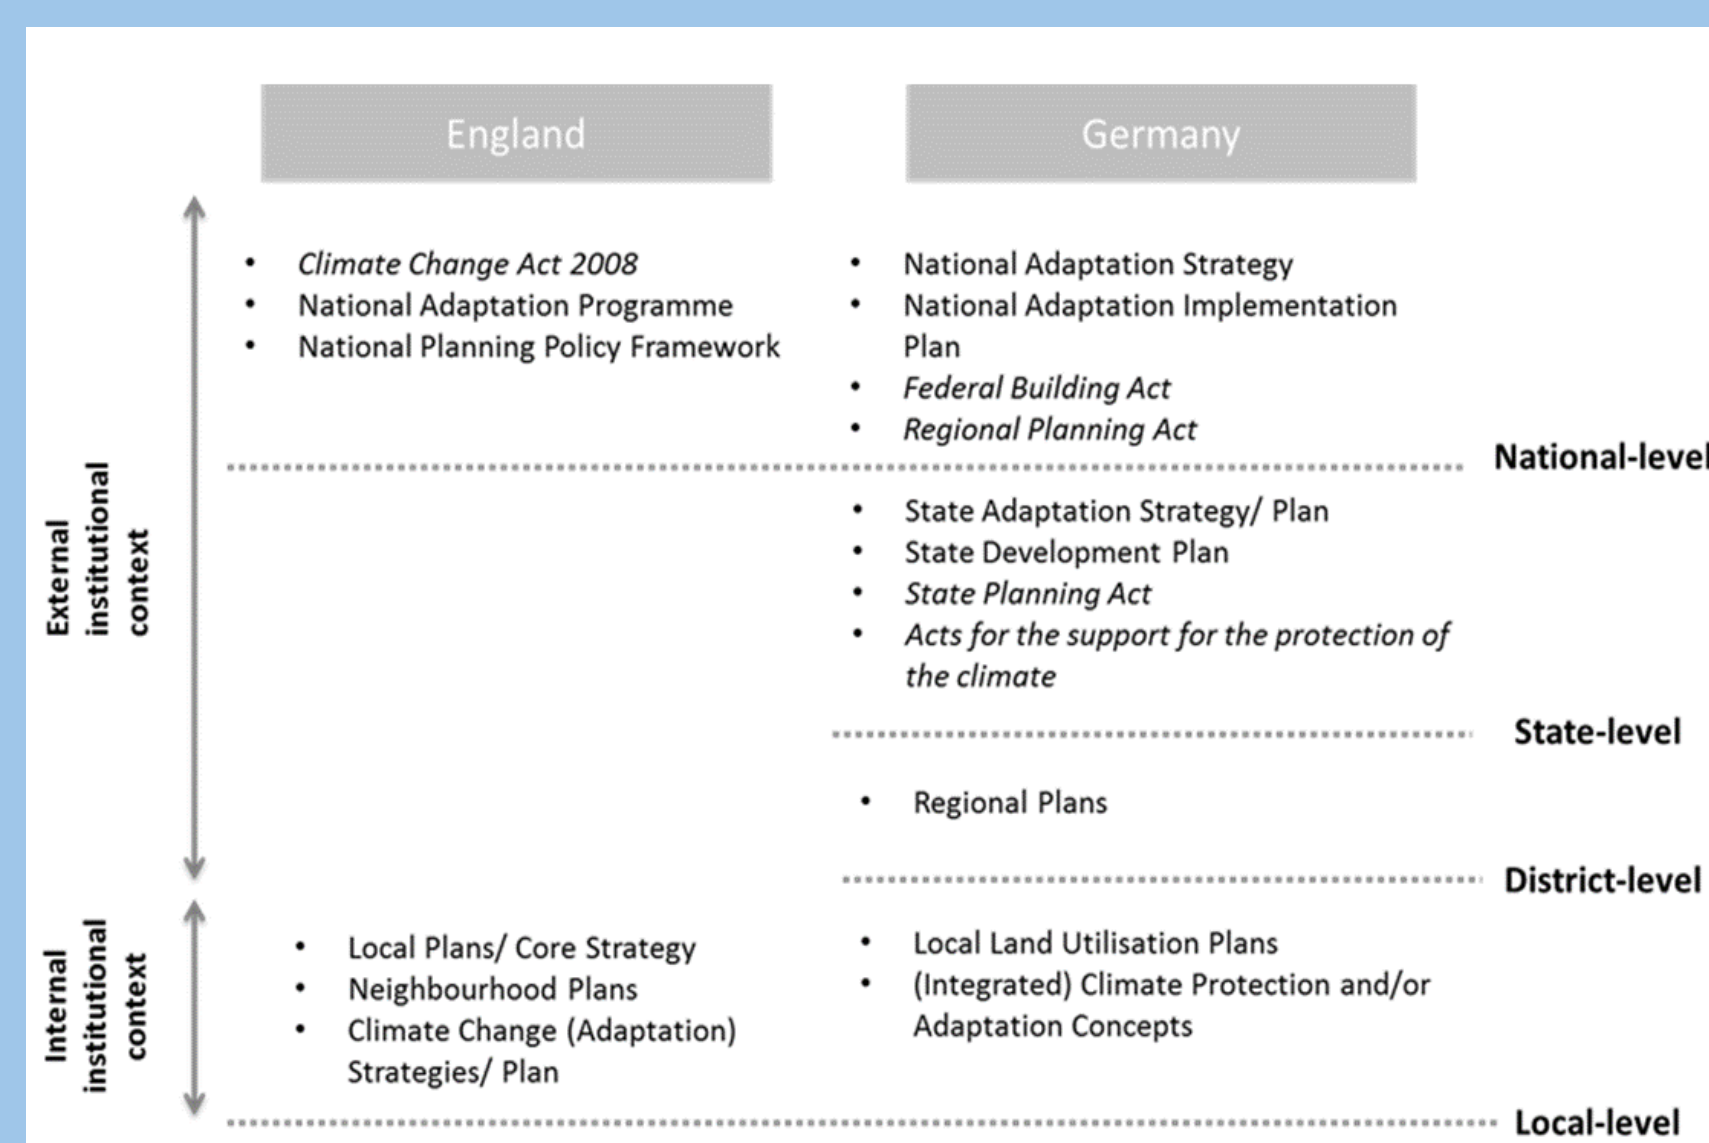 England
Germany
• Climate Change Act 2008
• National Adaptation Programme
• National Planning Policy Framework
• National Adaptation Strategy
• National Adaptation Implementation
Plan
• Federal Building Act
• Regional Planning Act
National-level
External
institutional
context
• State Adaptation Strategy/ Plan
• State Development Plan
• State Planning Act
• Acts for the support for the protection of
the climate
State-level
• Regional Plans
District-level
Internal
institutional
context
• Local Plans/ Core Strategy
• Neighbourhood Plans
• Climate Change (Adaptation)
Strategies/ Plan
• Local Land Utilisation Plans
• (Integrated) Climate Protection and/or
Adaptation Concepts
Local-level